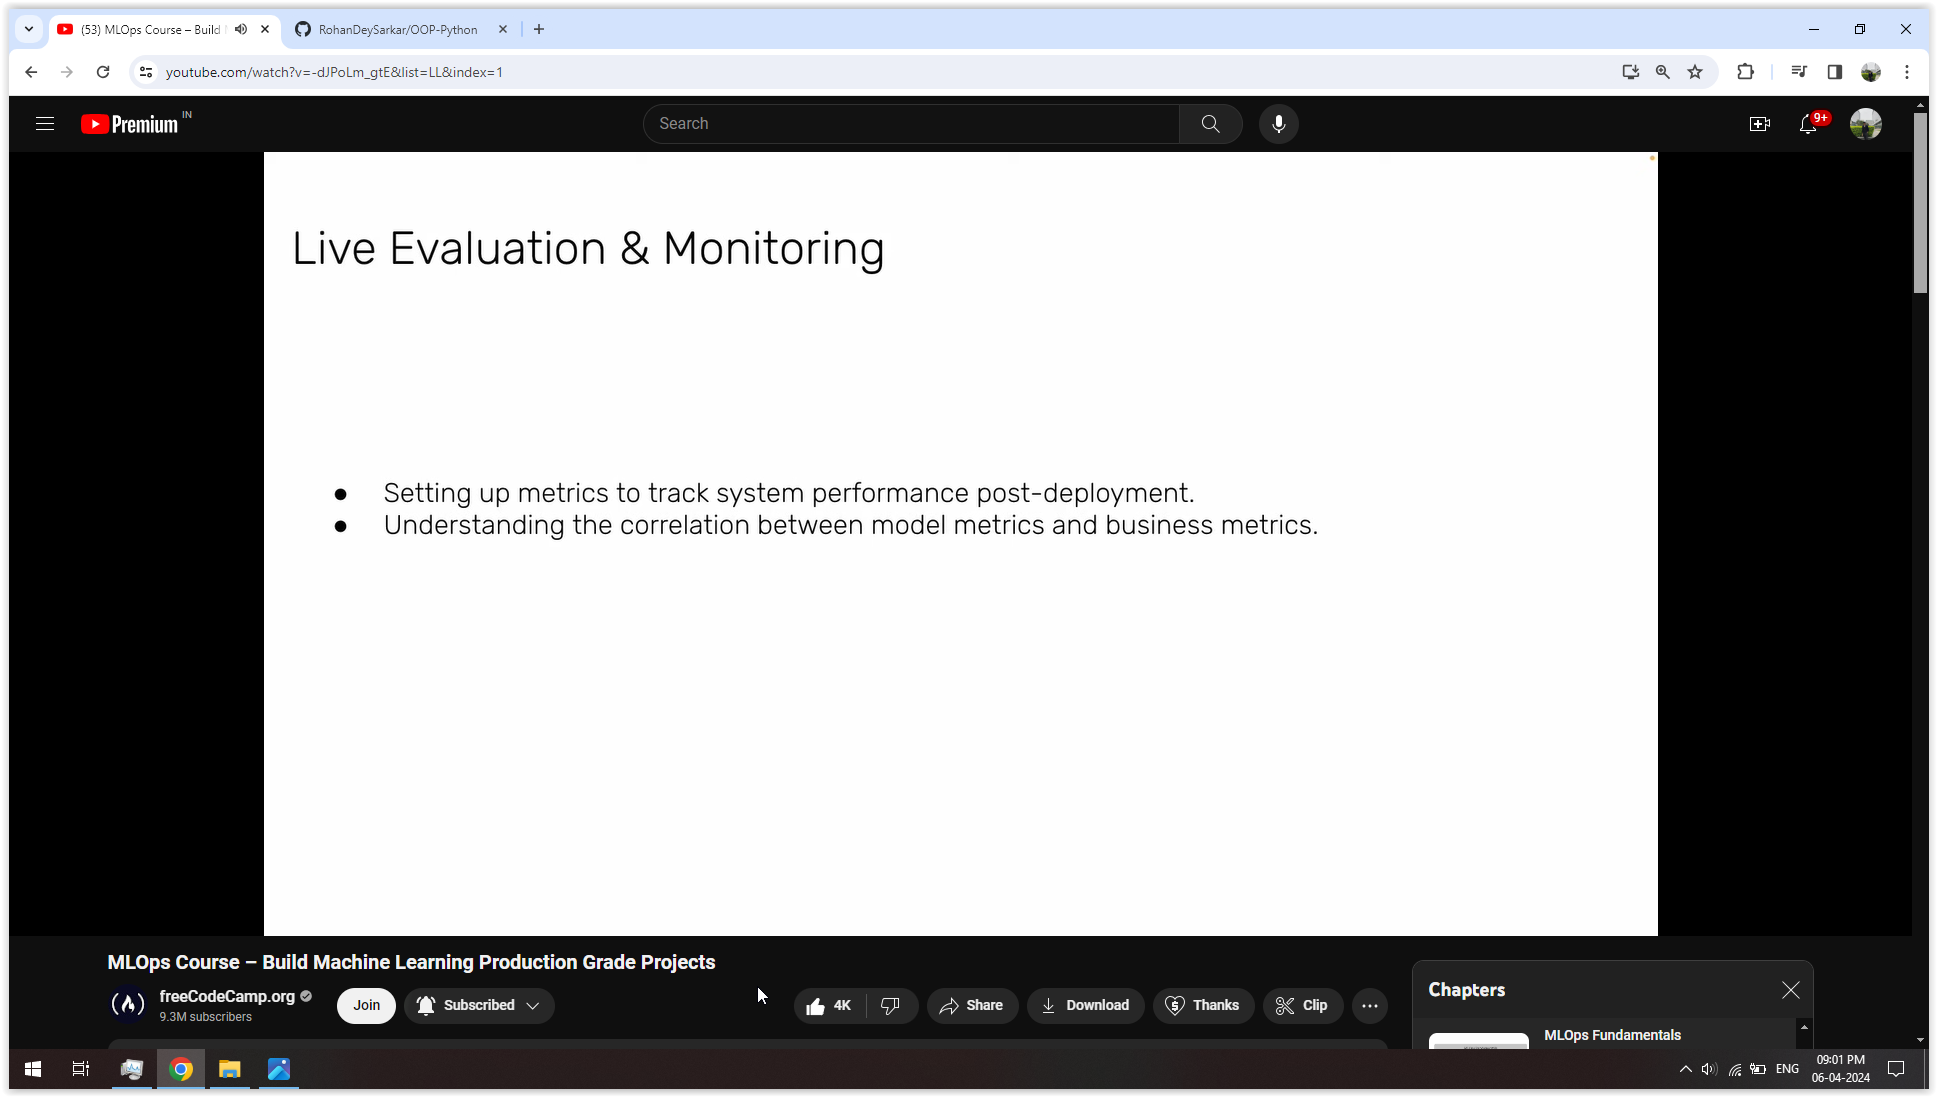 (53) MLOps Course – Build
RohanDeySarkar/OOP-Python
youtube.com/watch?v=-dJPoLm_gtE&list=LL&index=1
Premium IN
Search
9+
Live Evaluation & Monitoring
● Setting up metrics to track system performance post-deployment.
● Understanding the correlation between model metrics and business metrics.
MLOps Course – Build Machine Learning Production Grade Projects
freeCodeCamp.org
9.3M subscribers
Join
Subscribed
4K
Share
Download
Thanks
Clip
Chapters
MLOps Fundamentals
ENG
09:01 PM
06-04-2024